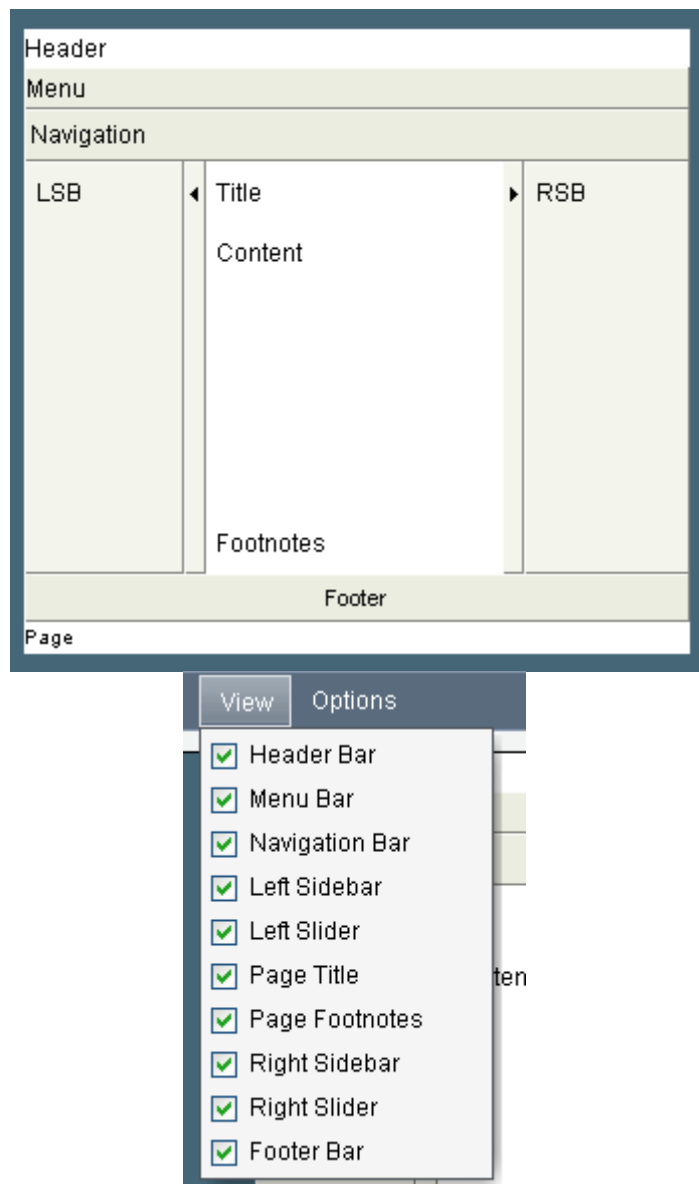 Header
Menu
Navigation
LSB Title RSB
Content
Footnotes
Footer
Page
View Options
Header Bar
Menu Bar
Navigation Bar
Left Sidebar
Left Slider
Page Title
ten
Page Footnotes
Right Sidebar
Right Slider
Footer Bar